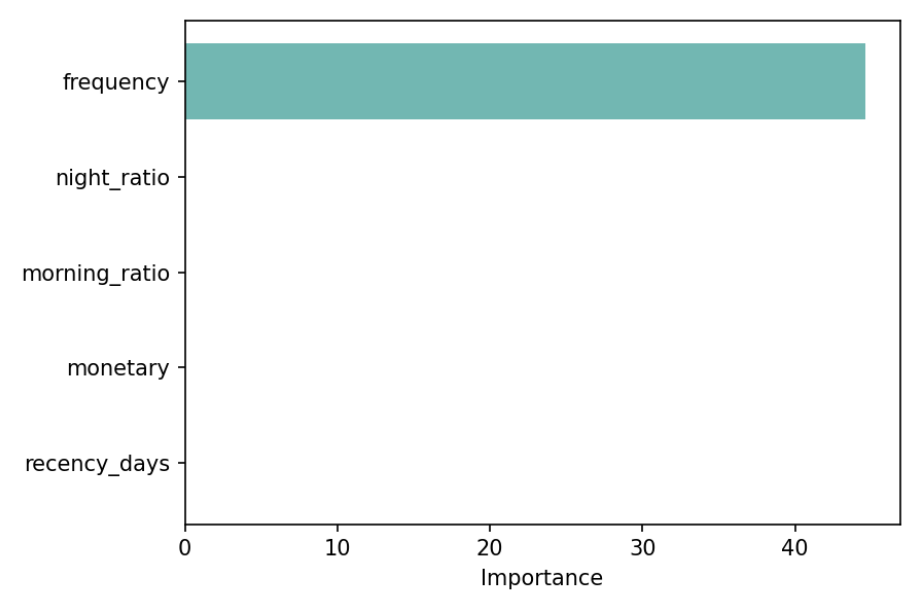 frequency
night_ratio
morning_ratio
monetary
recency_days
0 10 20 30 40
Importance